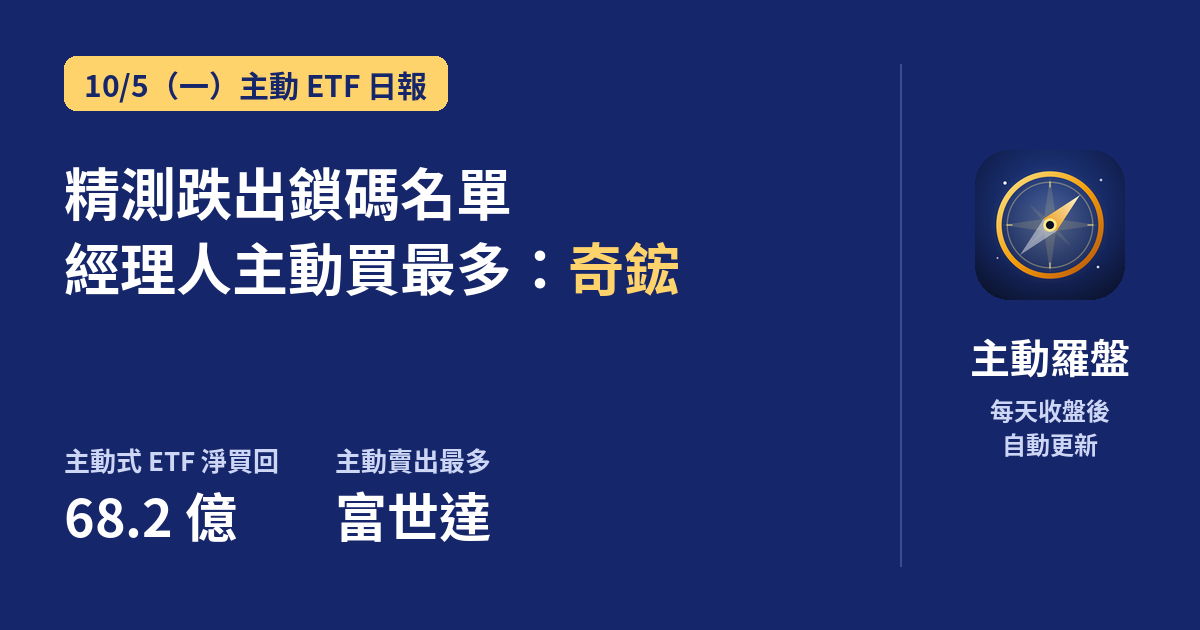 10/5（一）主動 ETF 日報
精測跌出鎖碼名單
經理人主動買最多：奇鋐
主動式 ETF 淨買回
68.2 億
主動賣出最多
富世達
主動羅盤
每天收盤後
自動更新